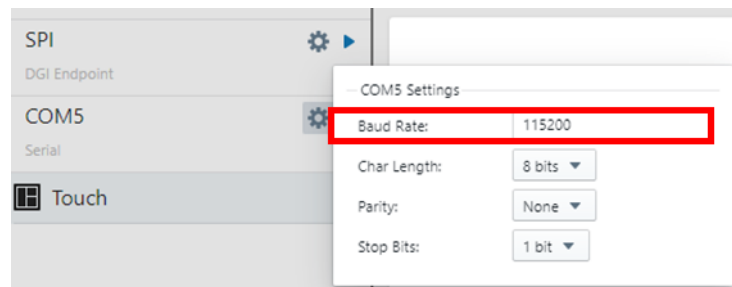 SPI
DGI Endpoint
COM5
Serial
Touch
COM5 Settings
Baud Rate: 115200
Char Length: 8 bits
Parity: None
Stop Bits: 1 bit